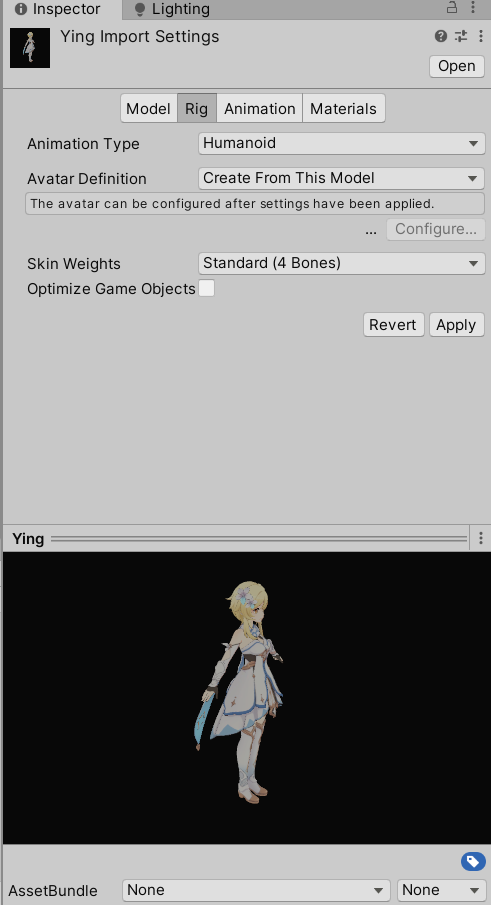 Inspector Lighting
Ying Import Settings
Open
Model Rig Animation Materials
Animation Type Humanoid
Avatar Definition Create From This Model
The avatar can be configured after settings have been applied.
... Configure...
Skin Weights Standard (4 Bones)
Optimize Game Objects
Revert Apply
Ying
AssetBundle None None